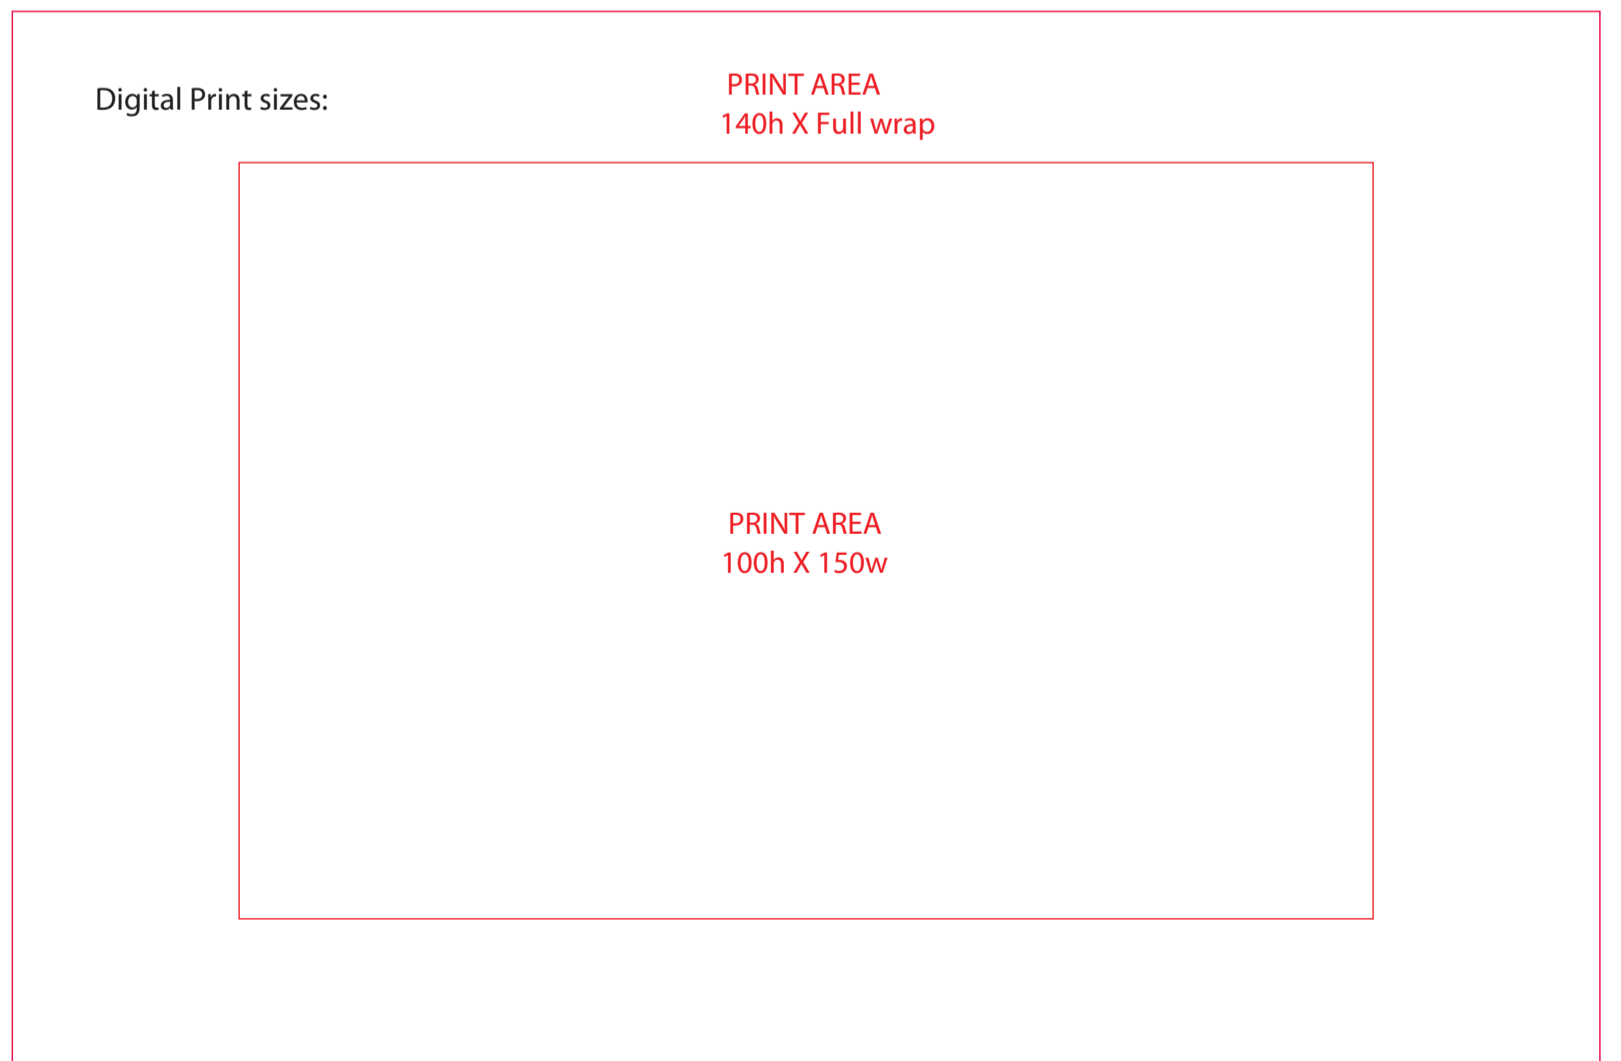 Digital Print sizes:
PRINT AREA
140h X Full wrap
PRINT AREA
100h X 150w